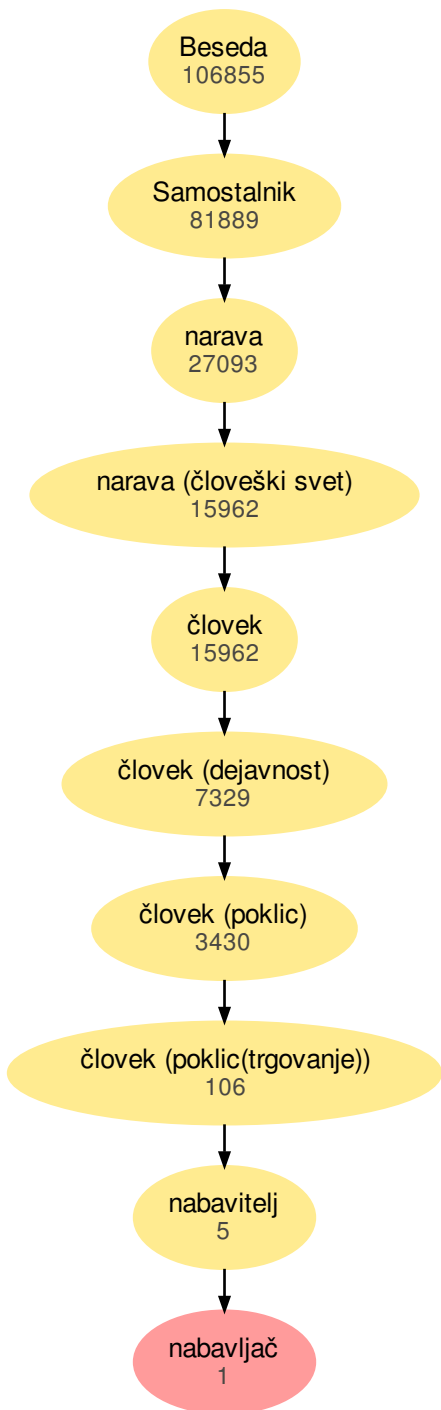 Beseda
106855
Samostalnik
81889
narava
27093
narava (človeški svet)
15962
človek
15962
človek (dejavnost)
7329
človek (poklic)
3430
človek (poklic(trgovanje))
106
nabavitelj
5
nabavljač
1